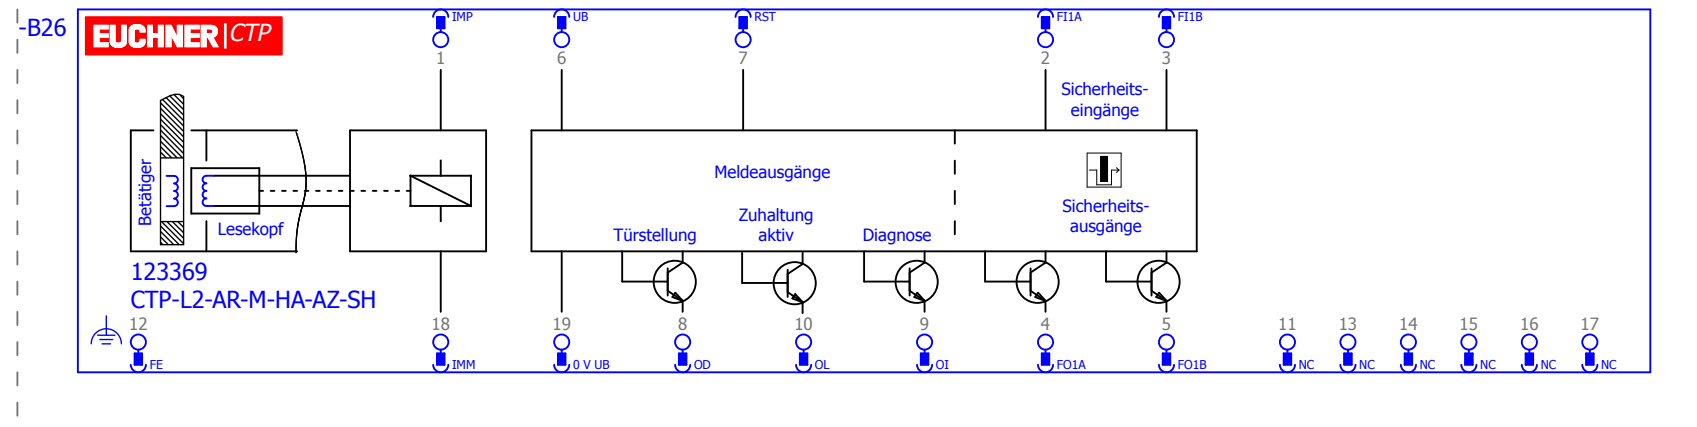 -B26
EUCHNER CTP
IMP
UB
RST
FI1A
FI1B
1
6
7
2
3
Sicherheits-
eingänge
Betätiger
Lesekopf
Meldeausgänge
Türstellung
Zuhaltung
aktiv
Diagnose
Sicherheits-
ausgänge
123369
CTP-L2-AR-M-HA-AZ-SH
12
18
19
8
10
9
4
5
11
13
14
15
16
17
FE
IMM
0 V UB
OD
OL
OI
FO1A
FO1B
NC
NC
NC
NC
NC
NC